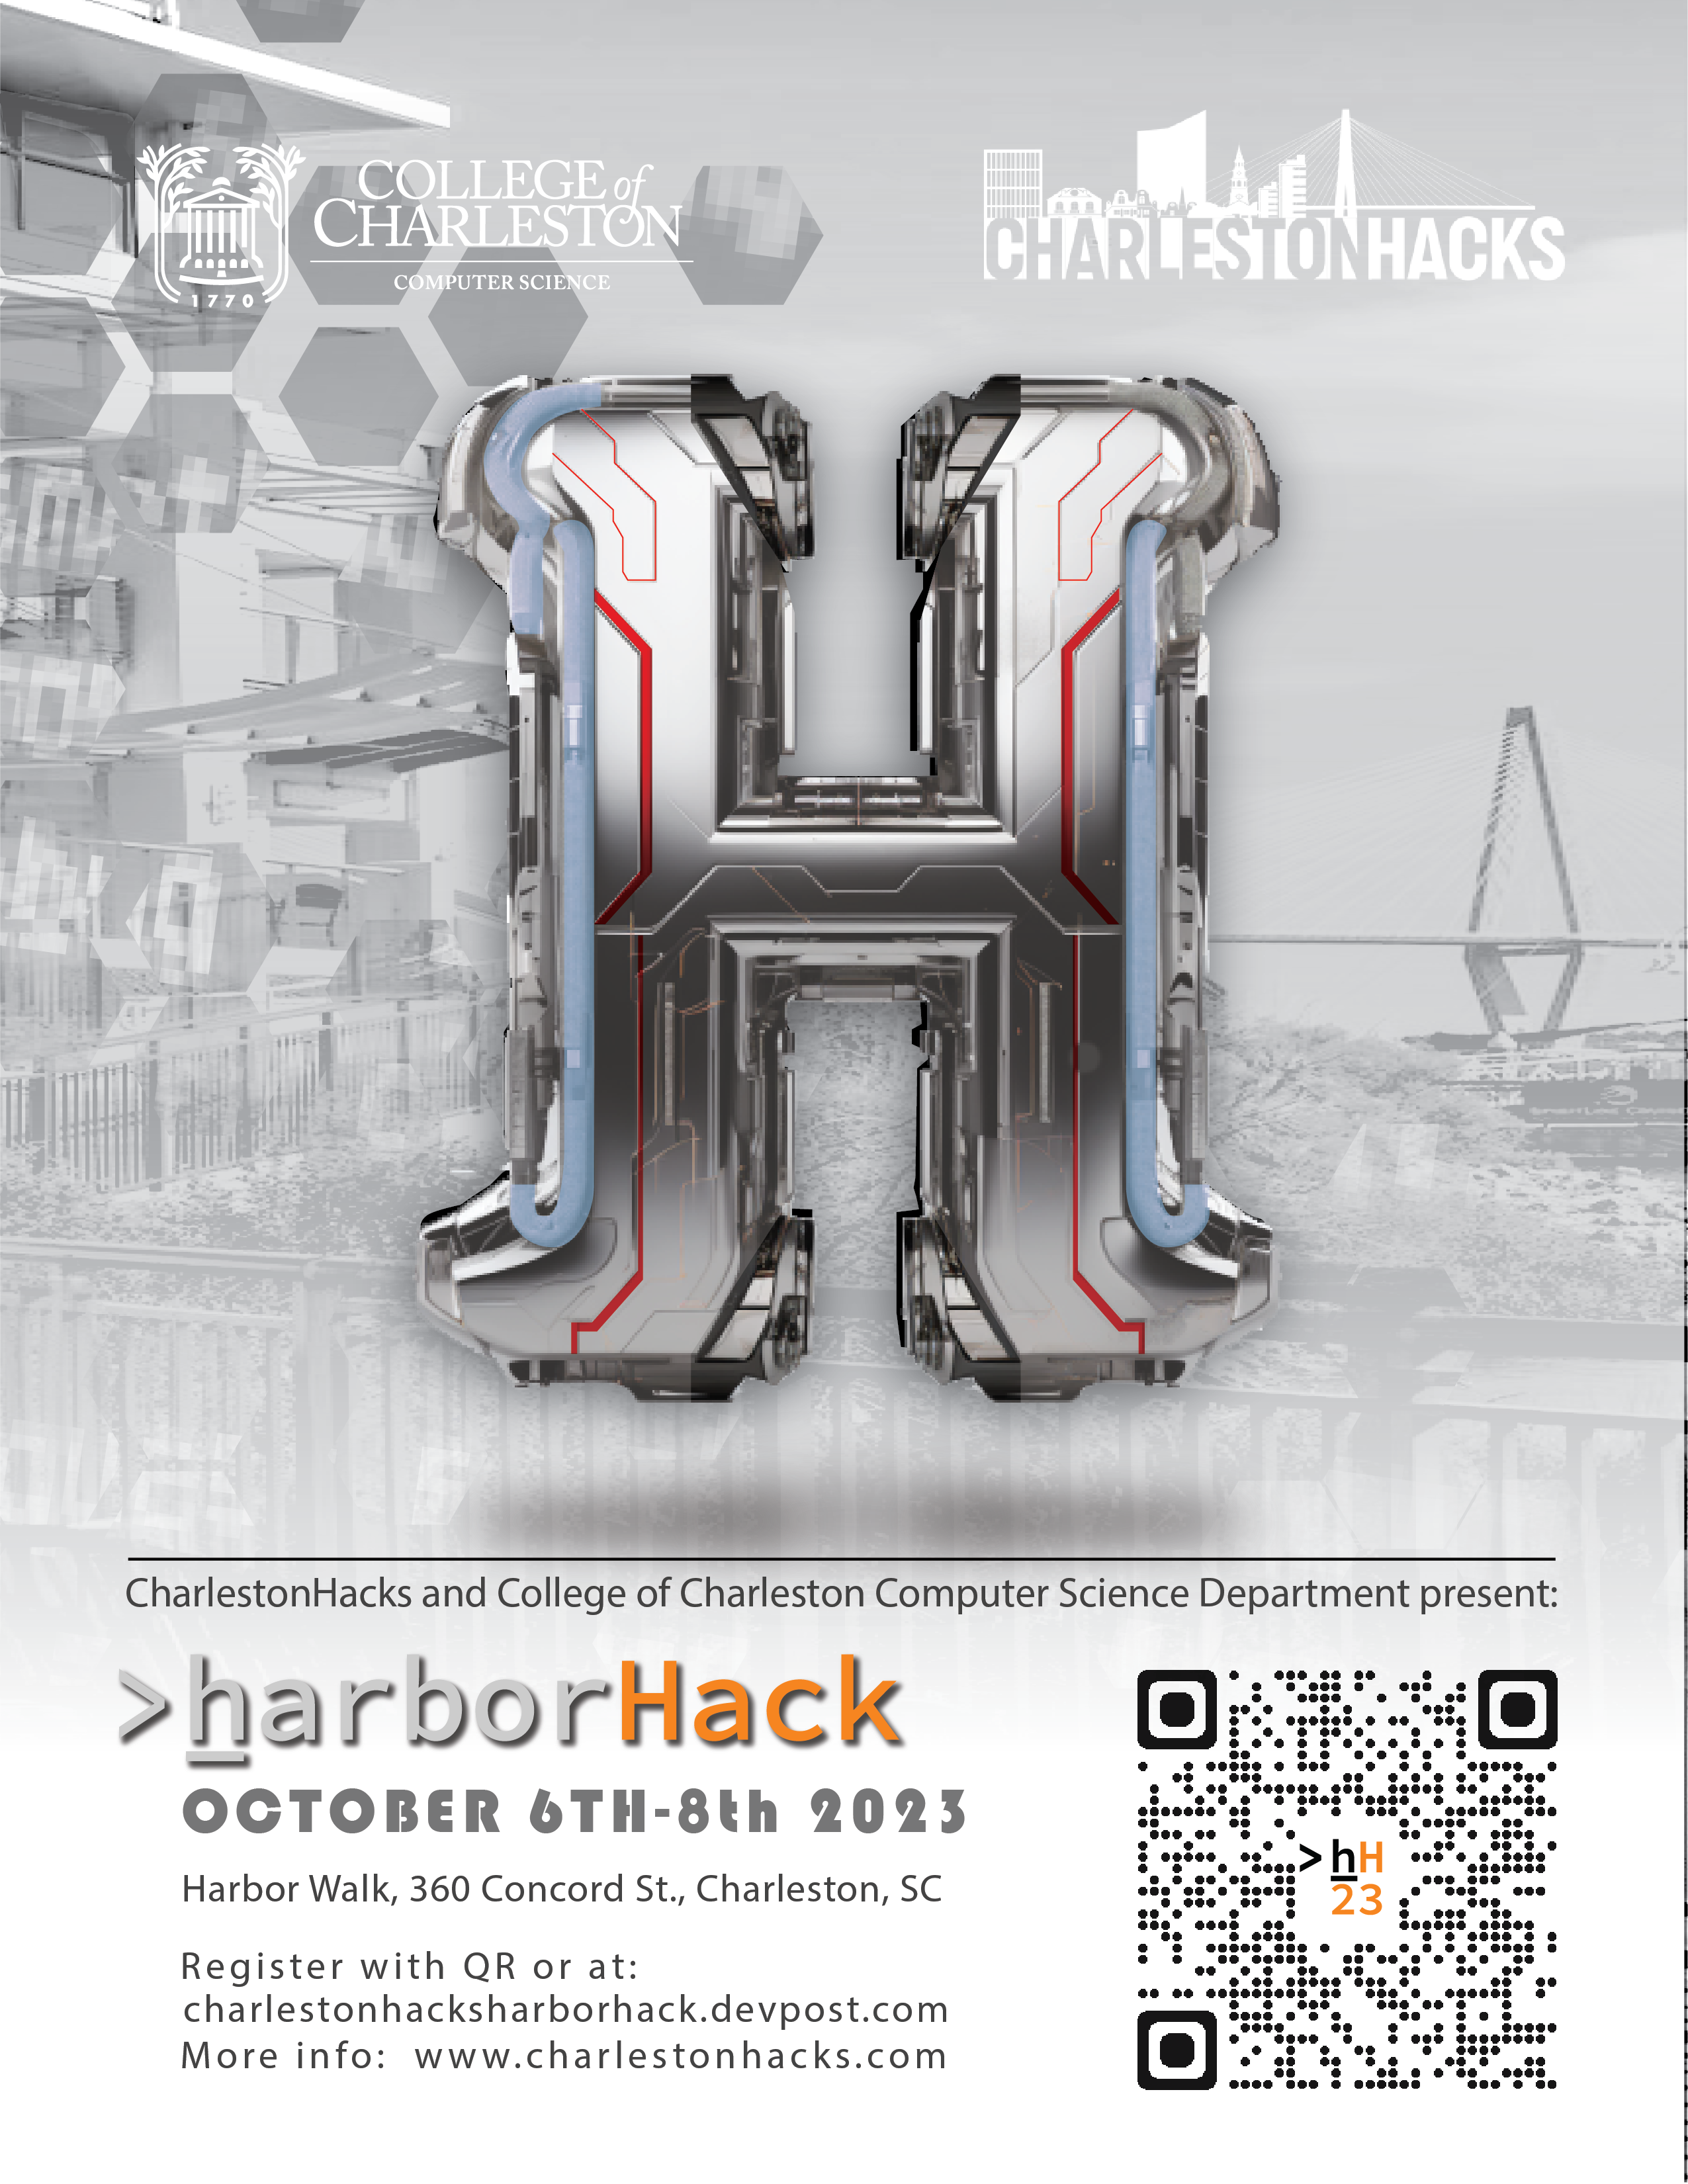 COLLEGE of
CHARLESTON
COMPUTER SCIENCE
1770
CHARLESTONHACKS
H
CharlestonHacks and College of Charleston Computer Science Department present:
>harborHack
OCTOBER 6TH-8th 2023
Harbor Walk, 360 Concord St., Charleston, SC
Register with QR or at:
charlestonhacksharborhack.devpost.com
More info: www.charlestonhacks.com
>hH
23